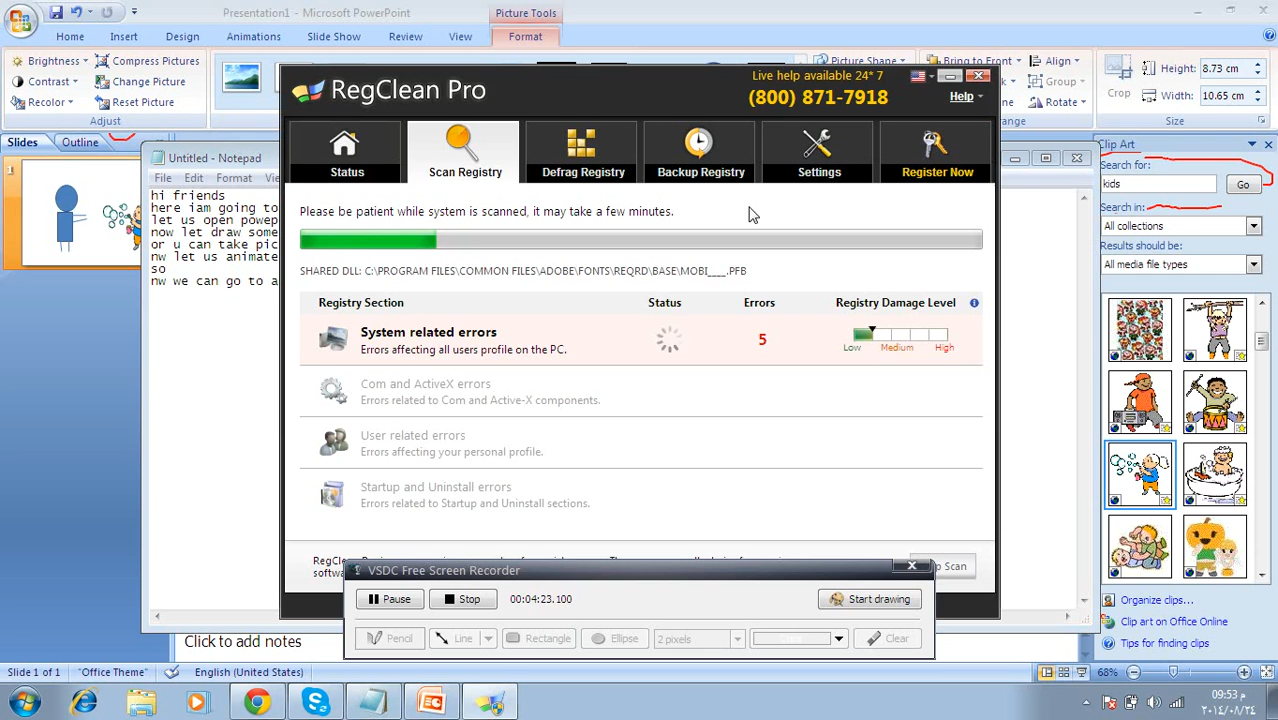 Presentation1 - Microsoft PowerPoint
Picture Tools
Home
Insert
Design
Animations
Slide Show
Review
View
Format
Brightness
Compress Pictures
Contrast
Change Picture
Recolor
Reset Picture
Adjust
Picture Shape
Bring to Front
Align
Group
Rotate
Crop
Height:
8.73 cm
Width:
10.65 cm
Size
Slides
Outline
1
Untitled - Notepad
File
Edit
Format
hi friends
here iam going to
let us open powep
now let draw some
or u can take pic
nw let us animate
so
nw we can go to a
RegClean Pro
Live help available 24* 7
(800) 871-7918
Help
Status
Scan Registry
Defrag Registry
Backup Registry
Settings
Register Now
Please be patient while system is scanned, it may take a few minutes.
SHARED DLL: C:\PROGRAM FILES\COMMON FILES\ADOBE\FONTS\REQRD\BASE\MOBI____.PFB
Registry Section
Status
Errors
Registry Damage Level
System related errors
Errors affecting all users profile on the PC.
5
Low
Medium
High
Com and ActiveX errors
Errors related to Com and Active-X components.
User related errors
Errors affecting your personal profile.
Startup and Uninstall errors
Errors related to Startup and Uninstall sections.
Scan
VSDC Free Screen Recorder
Pause
Stop
00:04:23.100
Start drawing
Pencil
Line
Rectangle
Ellipse
2 pixels
Clear
Clip Art
Search for:
kids
Go
Search in:
All collections
Results should be:
All media file types
Organize clips...
Clip art on Office Online
Tips for finding clips
Click to add notes
Slide 1 of 1
"Office Theme"
English (United States)
68%
09:53 م
٢٠١٤/٠٨/٢٤